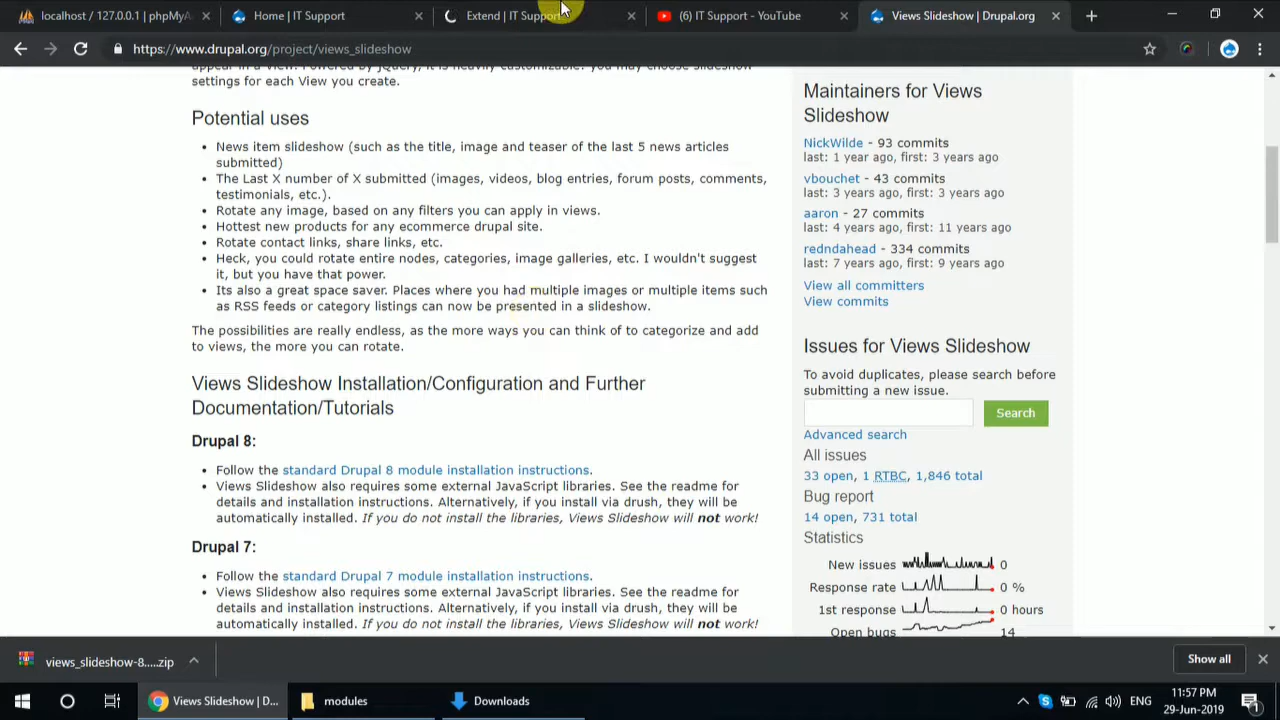 localhost / 127.0.0.1 | phpMyA
Home | IT Support
Extend | IT Support
(6) IT Support - YouTube
Views Slideshow | Drupal.org
https://www.drupal.org/project/views_slideshow
appear in a View. Powered by jQuery, it is heavily customizable: you may choose slideshow
settings for each View you create.
Potential uses
News item slideshow (such as the title, image and teaser of the last 5 news articles
submitted)
The Last X number of X submitted (images, videos, blog entries, forum posts, comments,
testimonials, etc.).
Rotate any image, based on any filters you can apply in views.
Hottest new products for any ecommerce drupal site.
Rotate contact links, share links, etc.
Heck, you could rotate entire nodes, categories, image galleries, etc. I wouldn't suggest
it, but you have that power.
Its also a great space saver. Places where you had multiple images or multiple items such
as RSS feeds or category listings can now be presented in a slideshow.
The possibilities are really endless, as the more ways you can think of to categorize and add
to views, the more you can rotate.
Views Slideshow Installation/Configuration and Further
Documentation/Tutorials
Drupal 8:
Follow the standard Drupal 8 module installation instructions.
Views Slideshow also requires some external JavaScript libraries. See the readme for
details and installation instructions. Alternatively, if you install via drush, they will be
automatically installed. If you do not install the libraries, Views Slideshow will not work!
Drupal 7:
Follow the standard Drupal 7 module installation instructions.
Views Slideshow also requires some external JavaScript libraries. See the readme for
details and installation instructions. Alternatively, if you install via drush, they will be
automatically installed. If you do not install the libraries, Views Slideshow will not work!
Maintainers for Views
Slideshow
NickWilde - 93 commits
last: 1 year ago, first: 3 years ago
vbouchet - 43 commits
last: 3 years ago, first: 3 years ago
aaron - 27 commits
last: 4 years ago, first: 11 years ago
redndahead - 334 commits
last: 7 years ago, first: 9 years ago
View all committers
View commits
Issues for Views Slideshow
To avoid duplicates, please search before
submitting a new issue.
Search
Advanced search
All issues
33 open, 1 RTBC, 1,846 total
Bug report
14 open, 731 total
Statistics
New issues 0
Response rate 0 %
1st response 0 hours
Open bugs 14
views_slideshow-8.....zip
Show all
Views Slideshow | D...
modules
Downloads
ENG
11:57 PM
29-Jun-2019
1